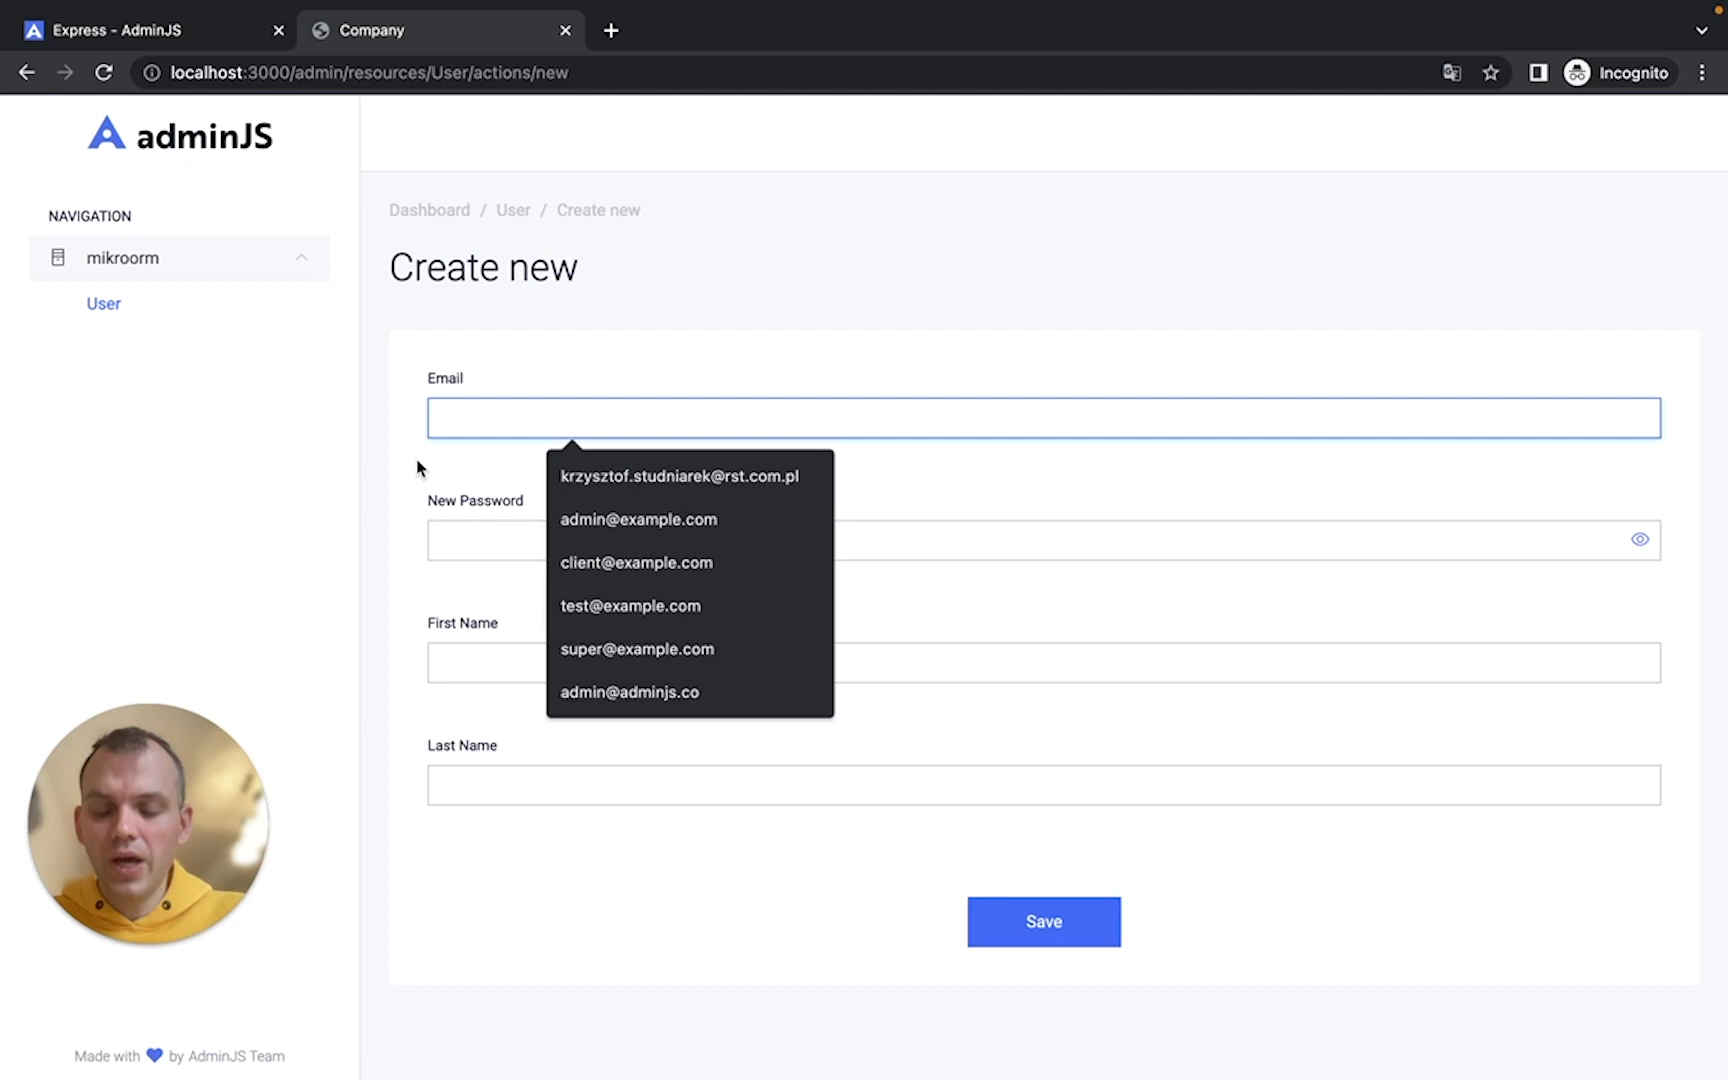 Express - AdminJS
Company
localhost:3000/admin/resources/User/actions/new
Incognito
adminJS
NAVIGATION
mikroorm
User
Dashboard / User / Create new
Create new
Email
krzysztof.studniarek@rst.com.pl
admin@example.com
client@example.com
test@example.com
super@example.com
admin@adminjs.co
New Password
First Name
Last Name
Save
Made with by AdminJS Team